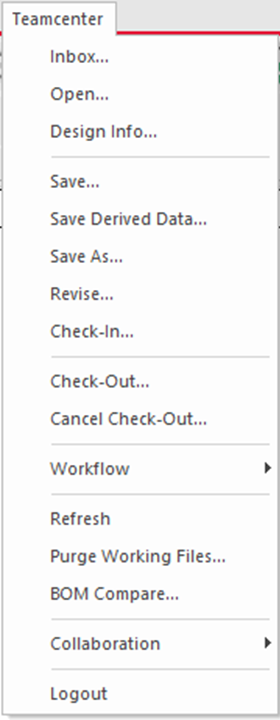 Teamcenter
Inbox...
Open...
Design Info...
Save...
Save Derived Data...
Save As...
Revise...
Check-In...
Check-Out...
Cancel Check-Out...
Workflow
Refresh
Purge Working Files...
BOM Compare...
Collaboration
Logout